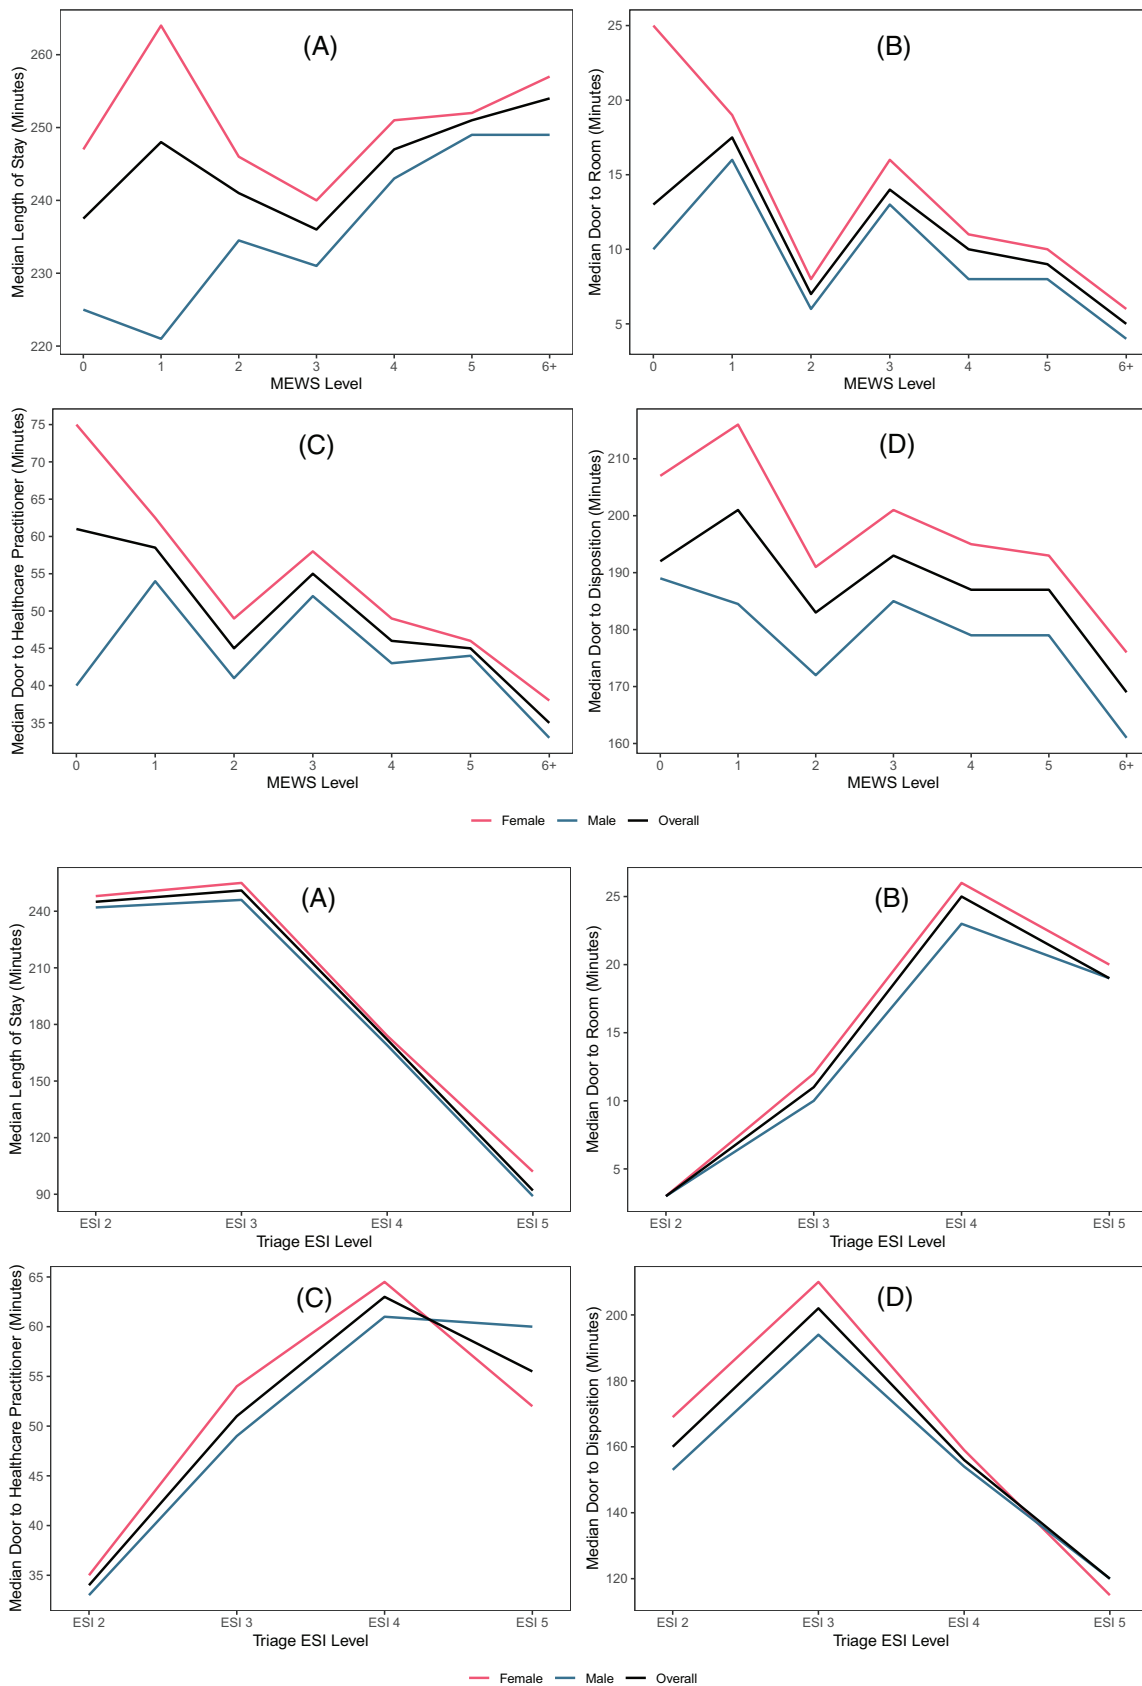 (A)
Median Length of Stay (Minutes)
260
250
240
230
220
0 1 2 3 4 5 6+
MEWS Level
(B)
Median Door to Room (Minutes)
25
20
15
10
5
0 1 2 3 4 5 6+
MEWS Level
(C)
Median Door to Healthcare Practitioner (Minutes)
75
70
65
60
55
50
45
40
35
0 1 2 3 4 5 6+
MEWS Level
(D)
Median Door to Disposition (Minutes)
210
200
190
180
170
160
0 1 2 3 4 5 6+
MEWS Level
Female Male Overall
(A)
Median Length of Stay (Minutes)
240
210
180
150
120
90
ESI 2 ESI 3 ESI 4 ESI 5
Triage ESI Level
(B)
Median Door to Room (Minutes)
25
20
15
10
5
ESI 2 ESI 3 ESI 4 ESI 5
Triage ESI Level
(C)
Median Door to Healthcare Practitioner (Minutes)
65
60
55
50
45
40
35
ESI 2 ESI 3 ESI 4 ESI 5
Triage ESI Level
(D)
Median Door to Disposition (Minutes)
200
180
160
140
120
ESI 2 ESI 3 ESI 4 ESI 5
Triage ESI Level
Female Male Overall